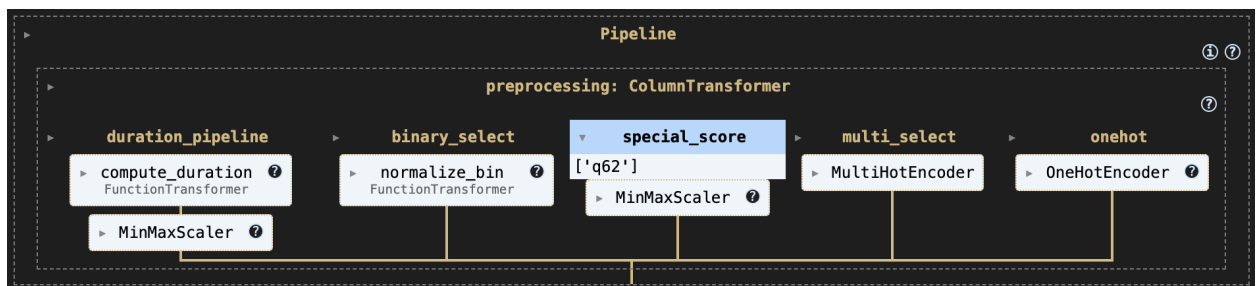 Pipeline
i ?
preprocessing: ColumnTransformer
?
duration_pipeline
compute_duration ?
FunctionTransformer
MinMaxScaler ?
binary_select
normalize_bin ?
FunctionTransformer
special_score
['q62']
MinMaxScaler ?
multi_select
MultiHotEncoder
onehot
OneHotEncoder ?